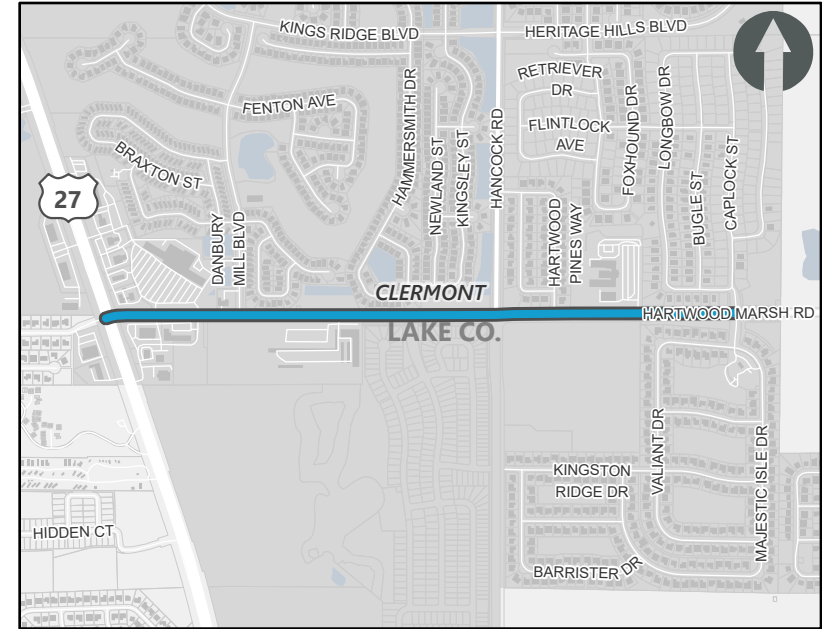 KINGS RIDGE BLVD
HERITAGE HILLS BLVD
RETRIEVER
DR
FENTON AVE
FLINTLOCK
AVE
HAMMERSMITH DR
NEWLAND ST
KINGSLEY ST
HANCOCK RD
FOXHOUND DR
LONGBOW DR
BUGLE ST
CAPLOCK ST
BRAXTON ST
27
DANBURY
MILL BLVD
HARTWOOD
PINES WAY
CLERMONT
HARTWOOD MARSH RD
LAKE CO.
VALIANT DR
MAJESTIC ISLE DR
KINGSTON
RIDGE DR
HIDDEN CT
BARRISTER DR